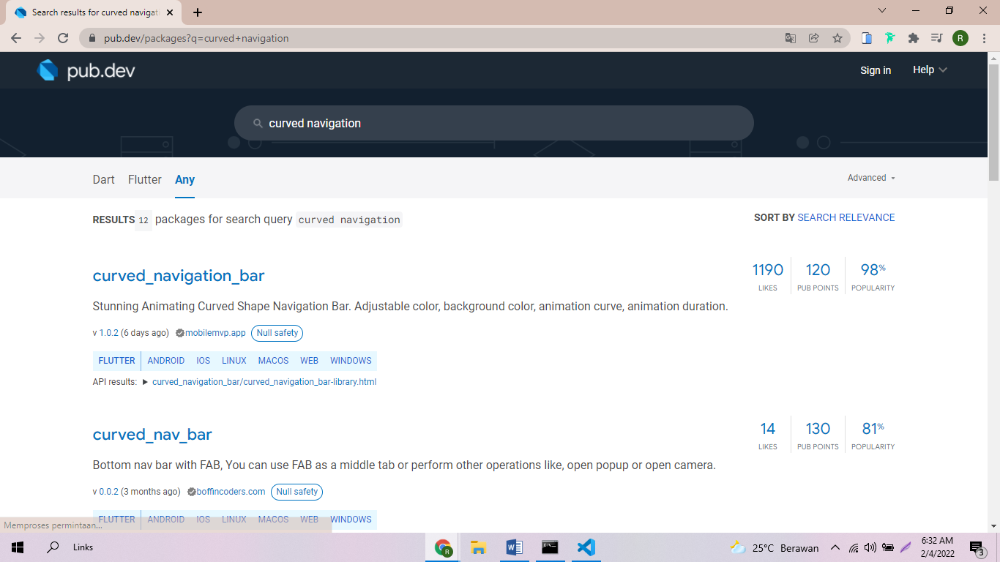 Search results for curved navigat
pub.dev/packages?q=curved+navigation
R
pub.dev
Sign in
Help
curved navigation
Dart Flutter Any
Advanced
RESULTS 12 packages for search query curved navigation
SORT BY SEARCH RELEVANCE
curved_navigation_bar
1190 LIKES
120 PUB POINTS
98% POPULARITY
Stunning Animating Curved Shape Navigation Bar. Adjustable color, background color, animation curve, animation duration.
v 1.0.2 (6 days ago) mobilemvp.app Null safety
FLUTTER ANDROID IOS LINUX MACOS WEB WINDOWS
API results: ▶ curved_navigation_bar/curved_navigation_bar-library.html
curved_nav_bar
14 LIKES
130 PUB POINTS
81% POPULARITY
Bottom nav bar with FAB, You can use FAB as a middle tab or perform other operations like, open popup or open camera.
v 0.0.2 (3 months ago) boffincoders.com Null safety
FLUTTER ANDROID IOS LINUX MACOS WEB WINDOWS
Memproses permintaan...
Links
R
25°C Berawan
6:32 AM
2/4/2022
3